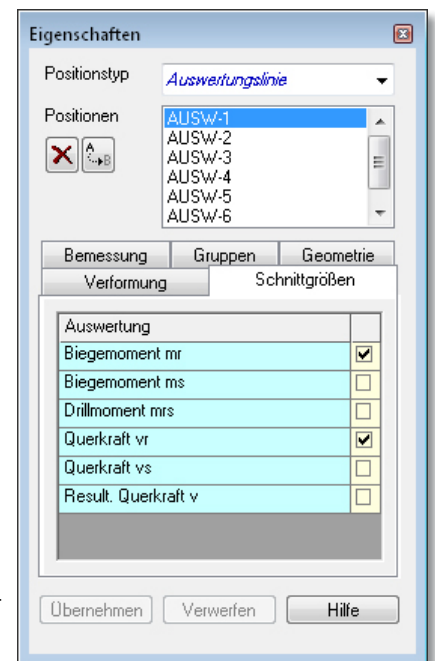 Eigenschaften
Positionstyp
Auswertungslinie
Positionen
AUSW-1
AUSW-2
AUSW-3
AUSW-4
AUSW-5
AUSW-6
A
B
Bemessung Gruppen Geometrie
Verformung Schnittgrößen
Auswertung
Biegemoment mr
Biegemoment ms
Drillmoment mrs
Querkraft vr
Querkraft vs
Result. Querkraft v
Übernehmen Verwerfen Hilfe